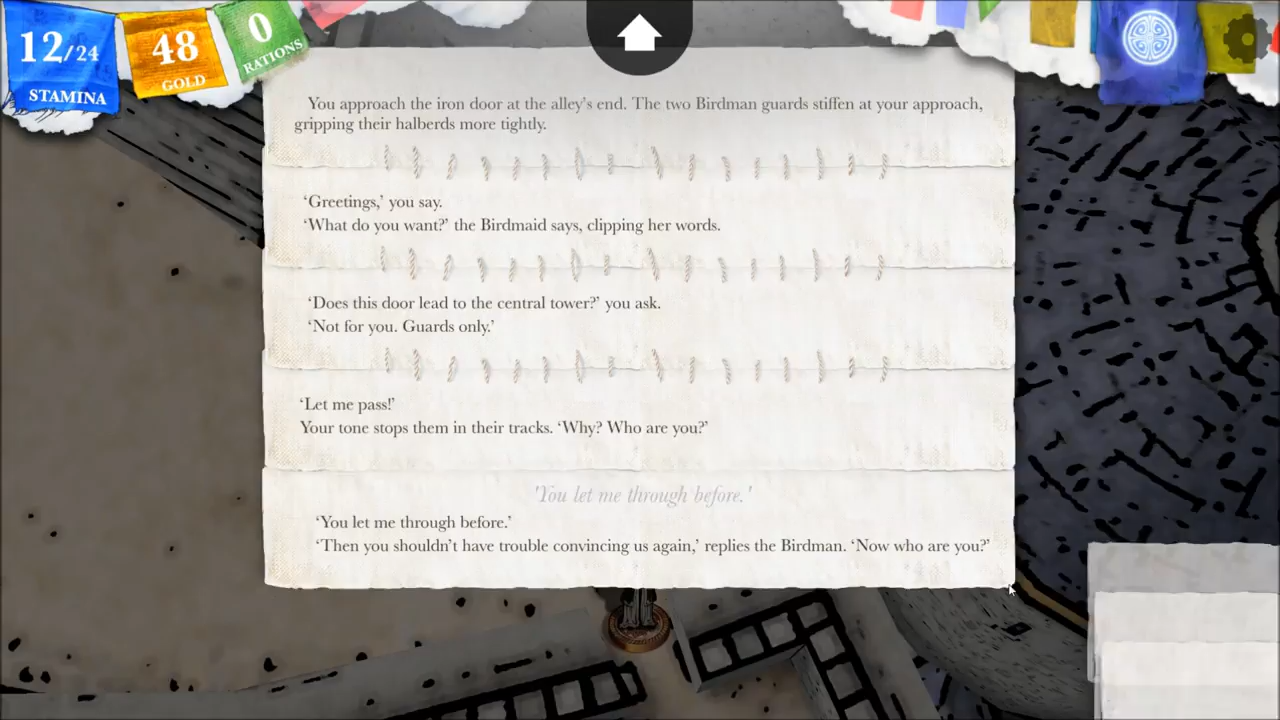 12/24
STAMINA
48
GOLD
0
RATIONS
You approach the iron door at the alley's end. The two Birdman guards stiffen at your approach,
gripping their halberds more tightly.
‘Greetings,’ you say.
‘What do you want?’ the Birdmaid says, clipping her words.
‘Does this door lead to the central tower?’ you ask.
‘Not for you. Guards only.’
‘Let me pass!’
Your tone stops them in their tracks. ‘Why? Who are you?’
'You let me through before.'
‘You let me through before.’
‘Then you shouldn’t have trouble convincing us again,’ replies the Birdman. ‘Now who are you?’